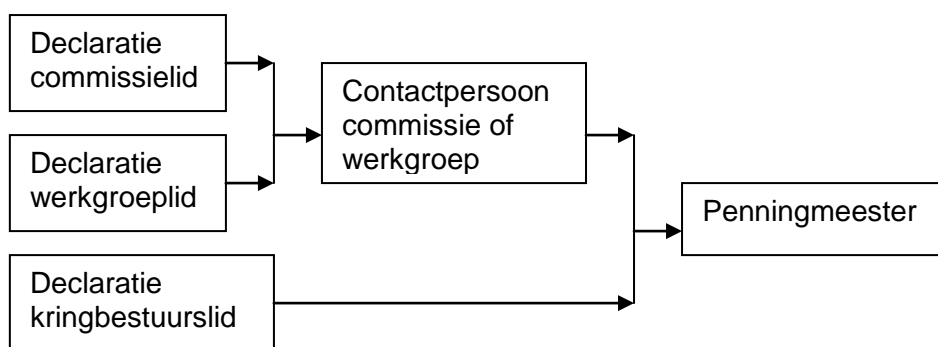 Declaratie
commissielid
Contactpersoon
commissie of
werkgroep
Declaratie
werkgroeplid
Penningmeester
Declaratie
kringbestuurslid